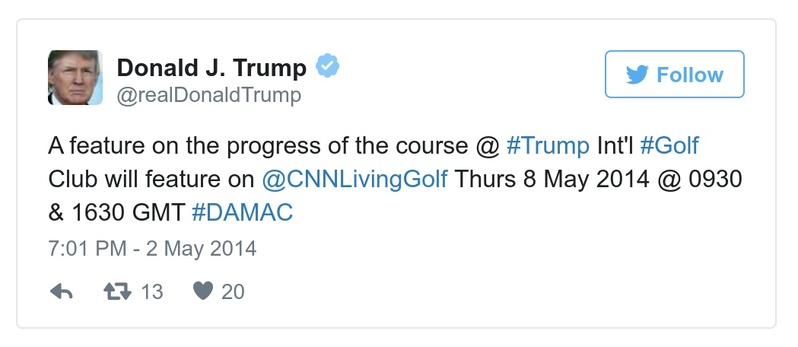 Donald J. Trump
@realDonaldTrump
Follow
A feature on the progress of the course @ #Trump Int'l #Golf
Club will feature on @CNNLivingGolf Thurs 8 May 2014 @ 0930
& 1630 GMT #DAMAC
7:01 PM - 2 May 2014
13 20